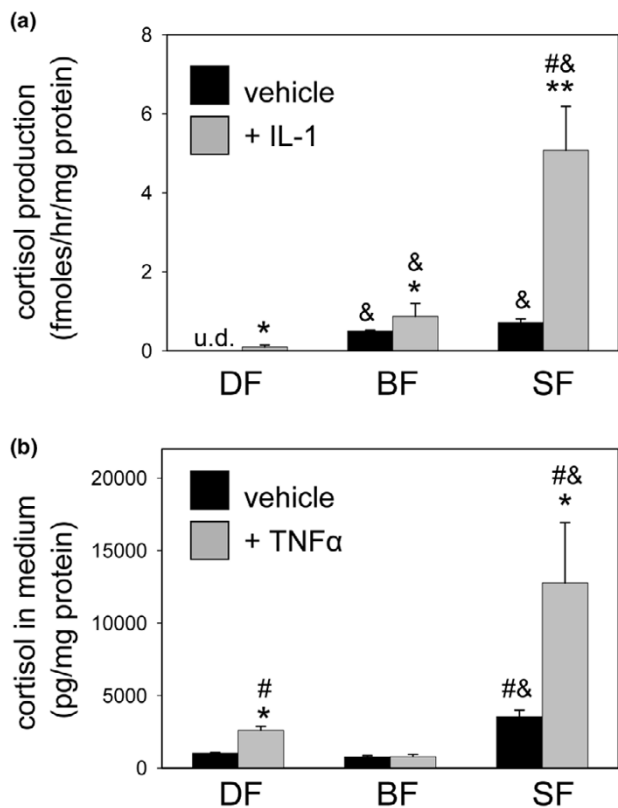 (a)
cortisol production
(fmoles/hr/mg protein)
8
6
4
2
0
vehicle
+ IL-1
u.d.
*
&
&
*
&
#&
**
DF BF SF
(b)
cortisol in medium
(pg/mg protein)
20000
15000
10000
5000
0
vehicle
+ TNFα
#
*
#&
#&
*
DF BF SF